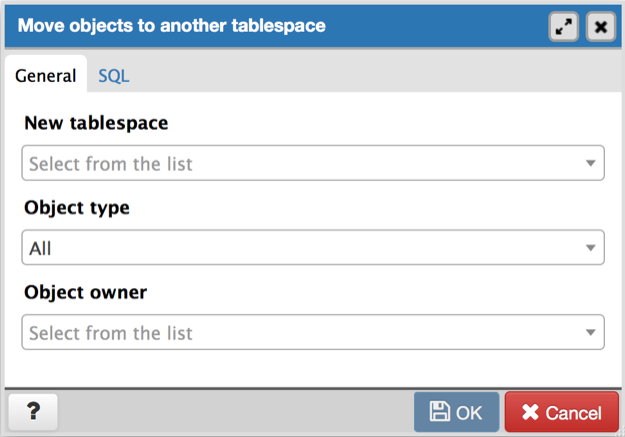 Move objects to another tablespace
General SQL
New tablespace
Select from the list
Object type
All
Object owner
Select from the list
? OK Cancel